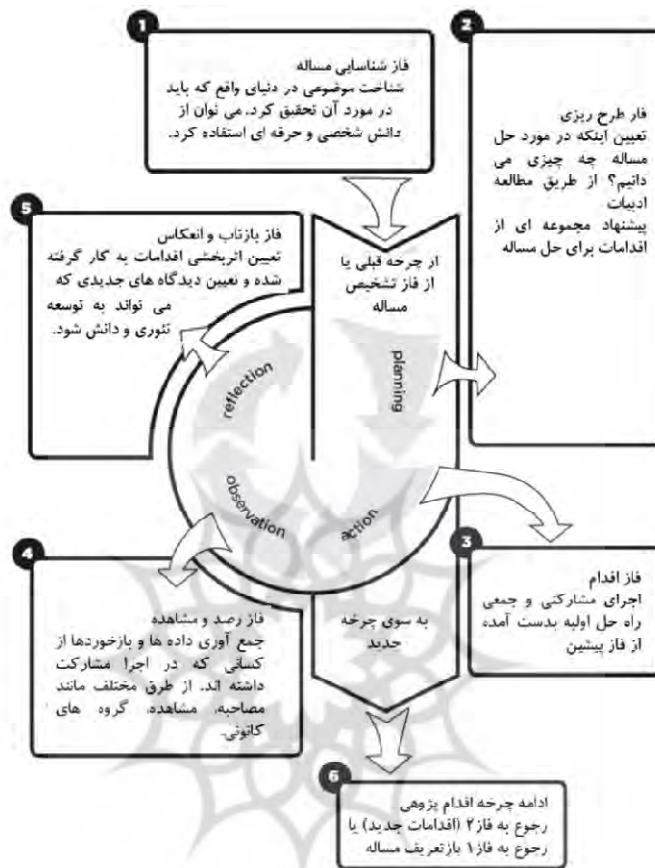 1
فاز شناسایی مساله
شناخت موضوعی در دنیای واقع که باید
در مورد آن تحقیق کرد. می توان از
دانش شخصی و حرفه ای استفاده کرد.
2
فاز طرح ریزی
تعیین اینکه در مورد حل
مساله چه چیزی می
دانیم؟ از طریق مطالعه
ادبیات
پیشنهاد مجموعه ای از
اقدامات برای حل مساله
از چرخه قبلی یا
از فاز تشخیص
مساله
planning
action
observation
reflection
3
فاز اقدام
اجرای مشارکتی و جمعی
راه حل اولیه بدست آمده
از فاز پیشین
4
فاز رصد و مشاهده
جمع آوری داده ها و بازخوردها از
کسانی که در اجرا مشارکت
داشته اند. از طرق مختلف مانند
مصاحبه، مشاهده، گروه های
کانونی.
5
فاز بازتاب و انعکاس
تعیین اثربخشی اقدامات به کار گرفته
شده و تعیین دیدگاه های جدیدی که
می تواند به توسعه
تئوری و دانش شود.
به سوی چرخه
جدید
6
ادامه چرخه اقدام پژوهی
رجوع به فاز ۲ (اقدامات جدید) یا
رجوع به فاز ۱ بازتعریف مساله